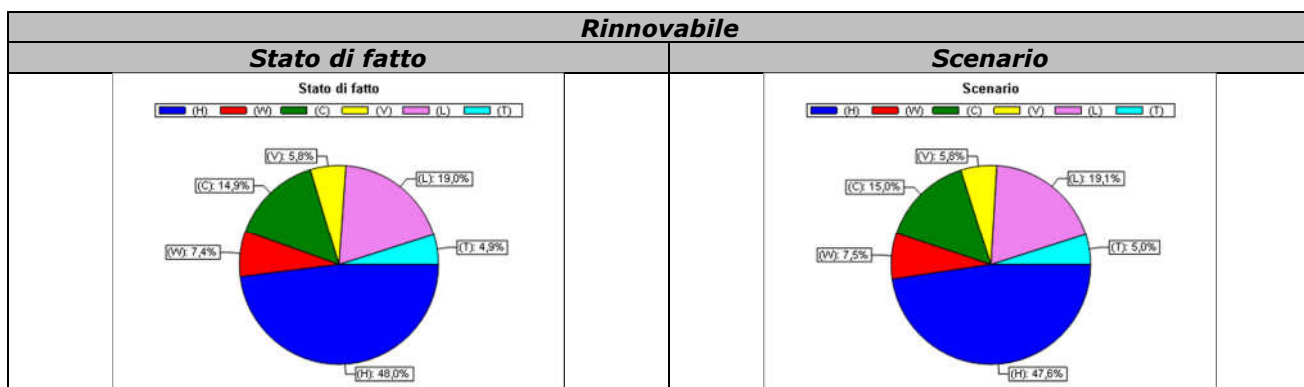 Rinnovabile
Stato di fatto
Scenario
Stato di fatto
(H) (W) (C) (V) (L) (T)
(V): 5,8%
(L): 19,0%
(C): 14,9%
(T): 4,9%
(W): 7,4%
(H): 48,0%
Scenario
(H) (W) (C) (V) (L) (T)
(V): 5,8%
(L): 19,1%
(C): 15,0%
(T): 5,0%
(W): 7,5%
(H): 47,6%